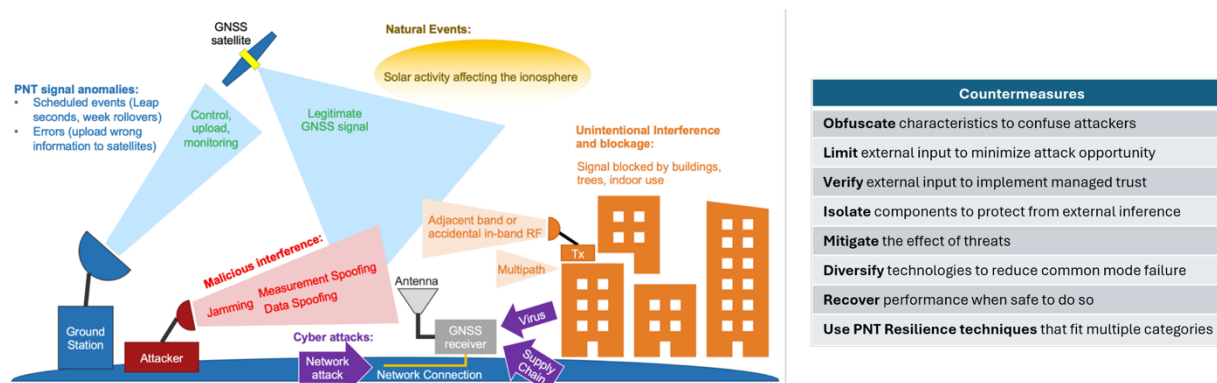 GNSS
satellite
Natural Events:
Solar activity affecting the ionosphere
PNT signal anomalies:
• Scheduled events (Leap
seconds, week rollovers)
• Errors (upload wrong
information to satellites)
Control,
upload,
monitoring
Legitimate
GNSS signal
Unintentional Interference
and blockage:
Signal blocked by buildings,
trees, indoor use
Adjacent band or
accidental in-band RF
Tx
Multipath
Malicious interference:
Jamming
Measurement Spoofing
Data Spoofing
Antenna
GNSS
receiver
Virus
Supply
Chain
Cyber attacks:
Network
attack
Network Connection
Ground
Station
Attacker
Countermeasures
Obfuscate characteristics to confuse attackers
Limit external input to minimize attack opportunity
Verify external input to implement managed trust
Isolate components to protect from external inference
Mitigate the effect of threats
Diversify technologies to reduce common mode failure
Recover performance when safe to do so
Use PNT Resilience techniques that fit multiple categories